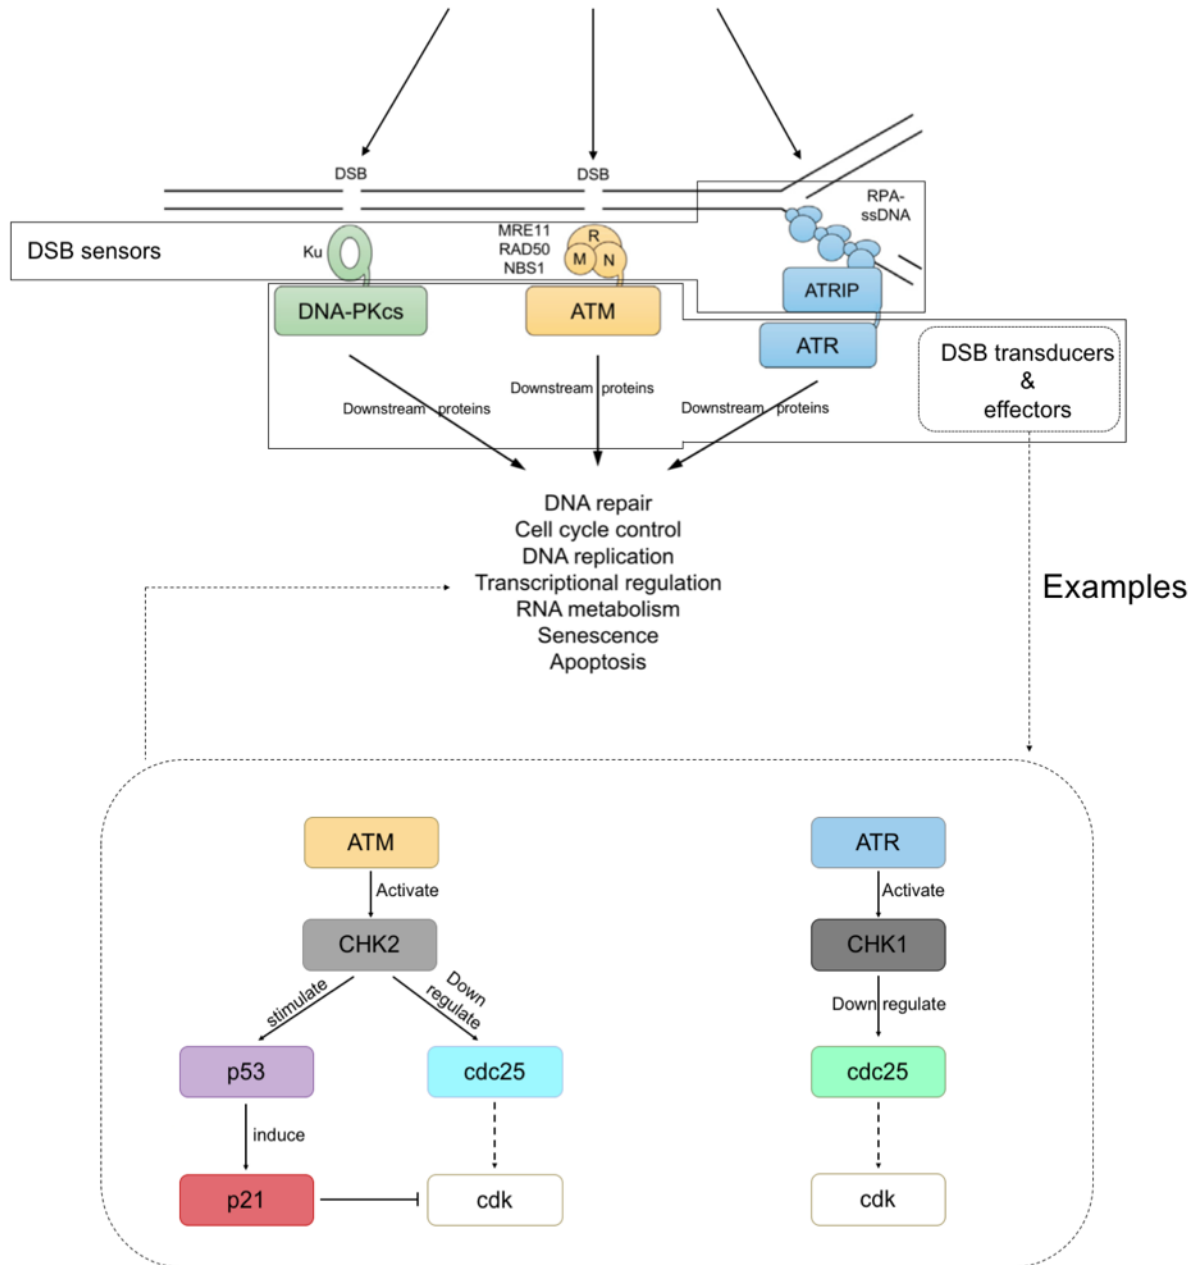 DSB
DSB
RPA-
ssDNA
DSB sensors
Ku
MRE11
RAD50
NBS1
R
M
N
ATRIP
DNA-PKcs
ATM
ATR
DSB transducers
&
effectors
Downstream proteins
Downstream proteins
Downstream proteins
DNA repair
Cell cycle control
DNA replication
Transcriptional regulation
RNA metabolism
Senescence
Apoptosis
Examples
ATM
Activate
CHK2
stimulate
Down
regulate
p53
cdc25
induce
p21
cdk
ATR
Activate
CHK1
Down regulate
cdc25
cdk